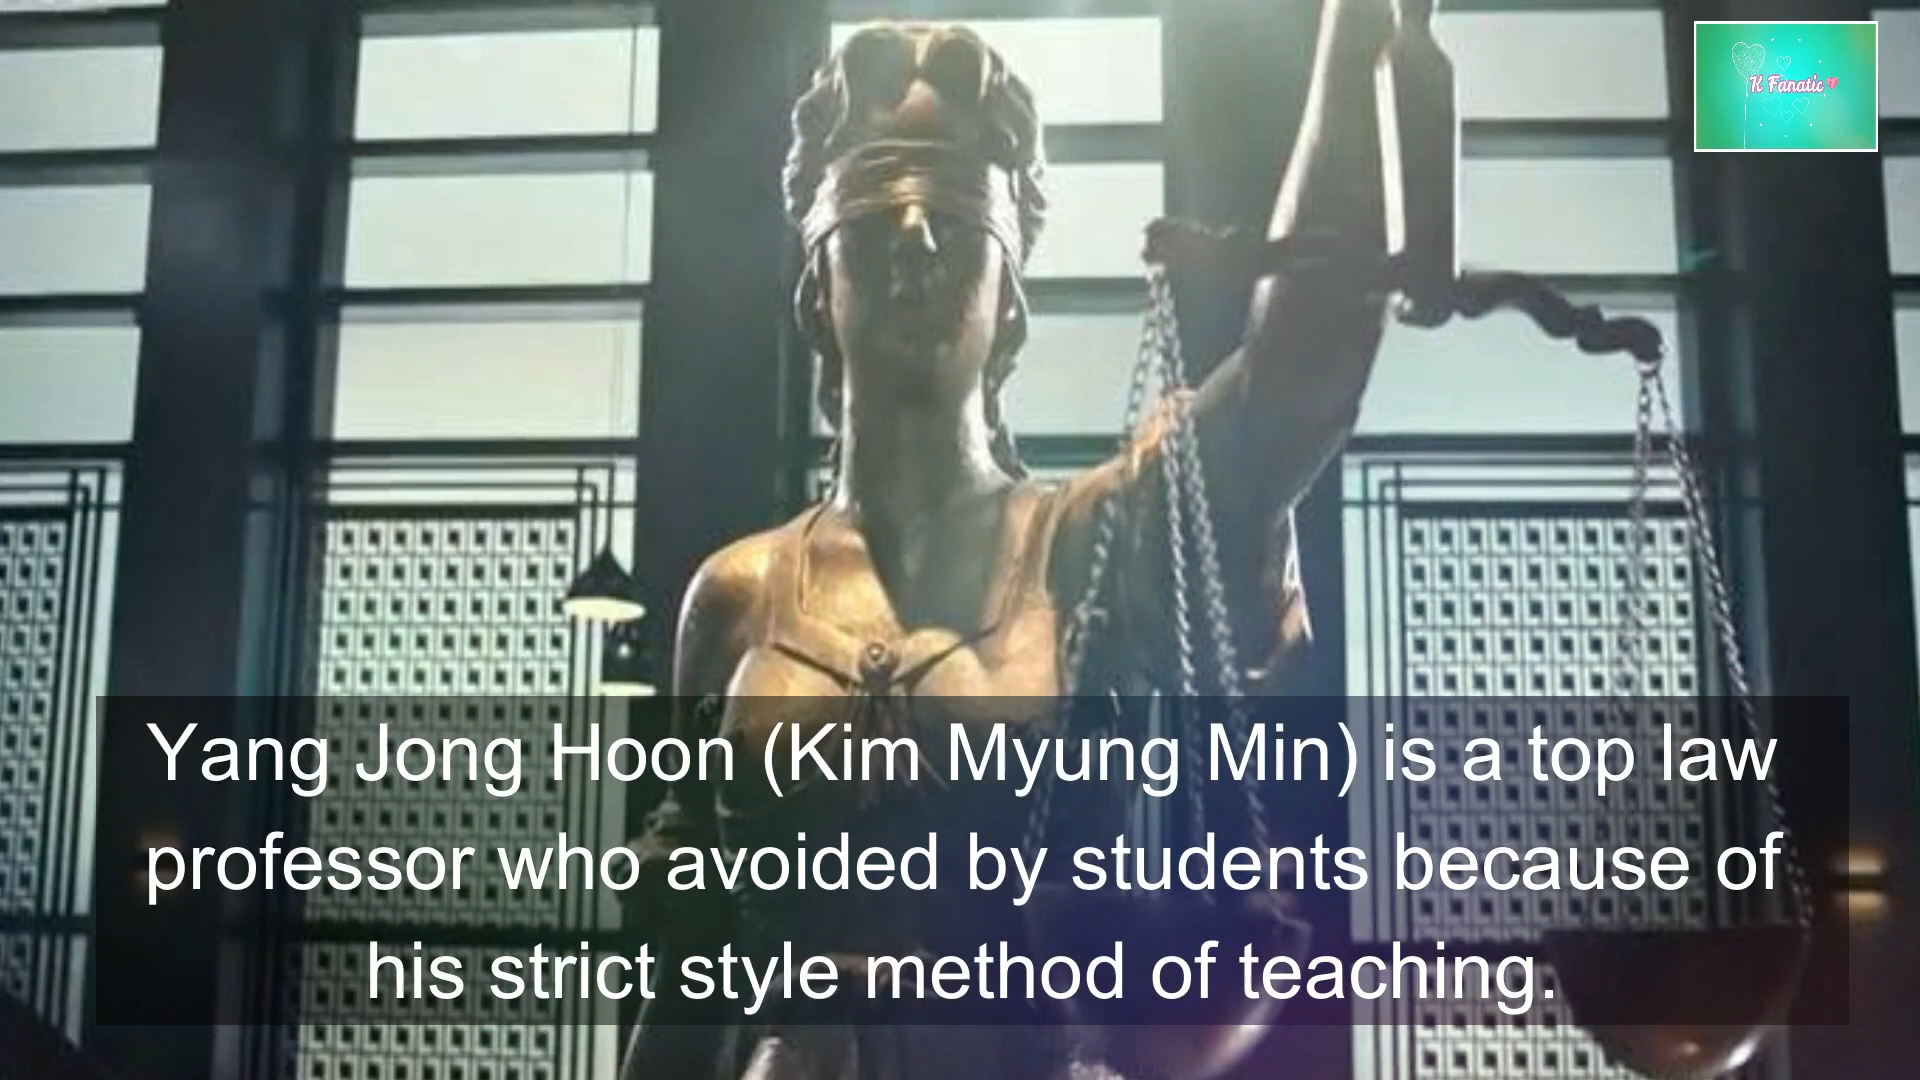 K Fanatic
Yang Jong Hoon (Kim Myung Min) is a top law
professor who avoided by students because of
his strict style method of teaching.